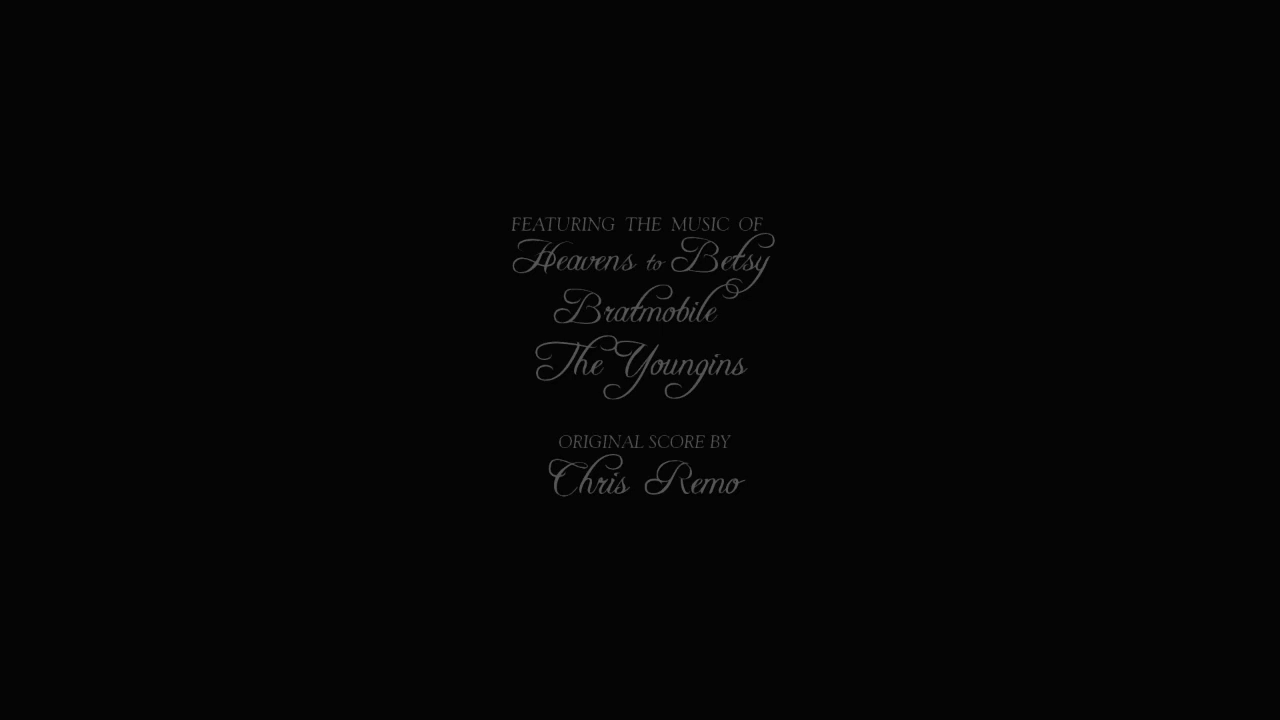 FEATURING THE MUSIC OF
Heavens to Betsy
Bratmobile
The Youngins
ORIGINAL SCORE BY
Chris Remo